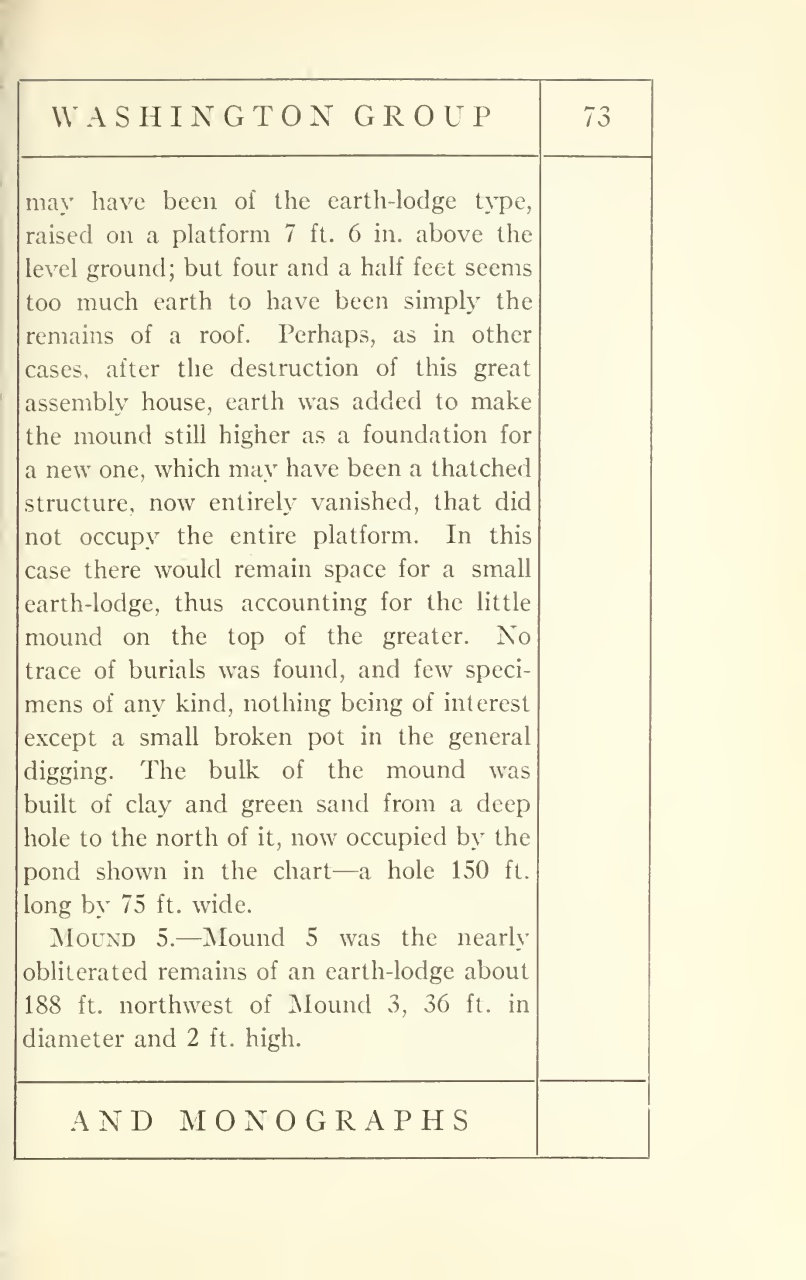 WASHINGTON GROUP 73
may have been of the earth-lodge type,
raised on a platform 7 ft. 6 in. above the
level ground; but four and a half feet seems
too much earth to have been simply the
remains of a roof. Perhaps, as in other
cases, after the destruction of this great
assembly house, earth was added to make
the mound still higher as a foundation for
a new one, which may have been a thatched
structure, now entirely vanished, that did
not occupy the entire platform. In this
case there would remain space for a small
earth-lodge, thus accounting for the little
mound on the top of the greater. No
trace of burials was found, and few speci-
mens of any kind, nothing being of interest
except a small broken pot in the general
digging. The bulk of the mound was
built of clay and green sand from a deep
hole to the north of it, now occupied by the
pond shown in the chart—a hole 150 ft.
long by 75 ft. wide.
MOUND 5.—Mound 5 was the nearly
obliterated remains of an earth-lodge about
188 ft. northwest of Mound 3, 36 ft. in
diameter and 2 ft. high.
AND MONOGRAPHS